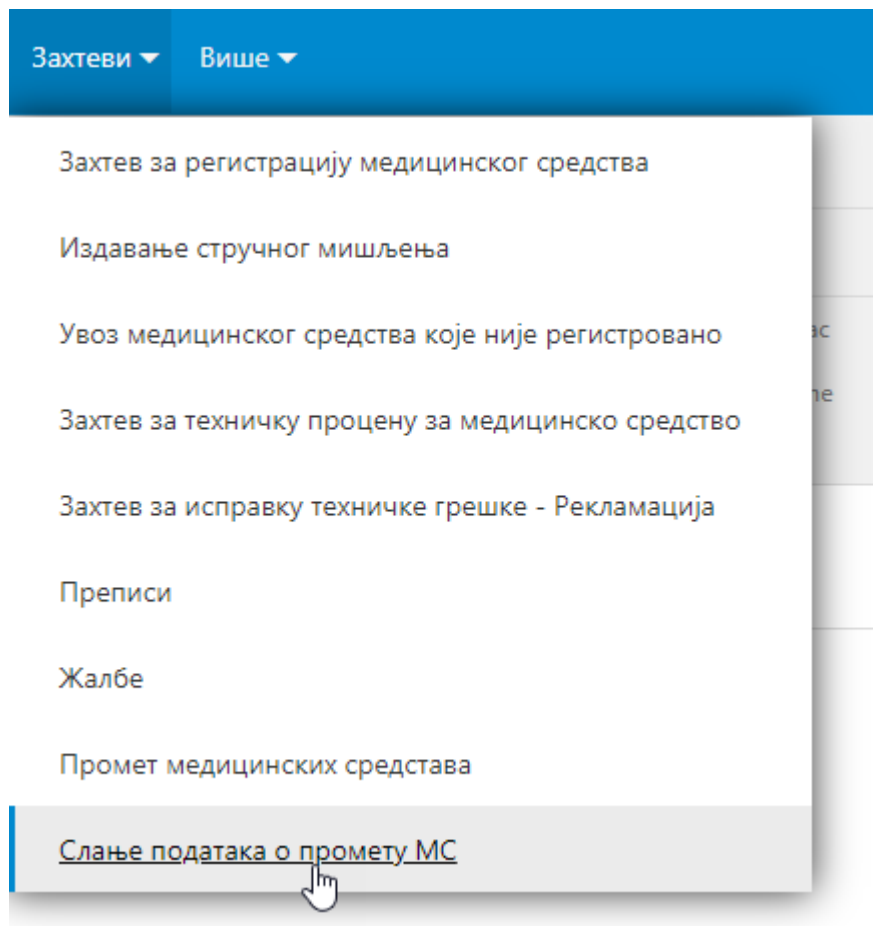 Захтеви Више
Захтев за регистрацију медицинског средства
Издавање стручног мишљења
Увоз медицинског средства које није регистровано
Захтев за техничку процену за медицинско средство
Захтев за исправку техничке грешке - Рекламација
Преписи
Жалбе
Промет медицинских средстава
Слање података о промету МС